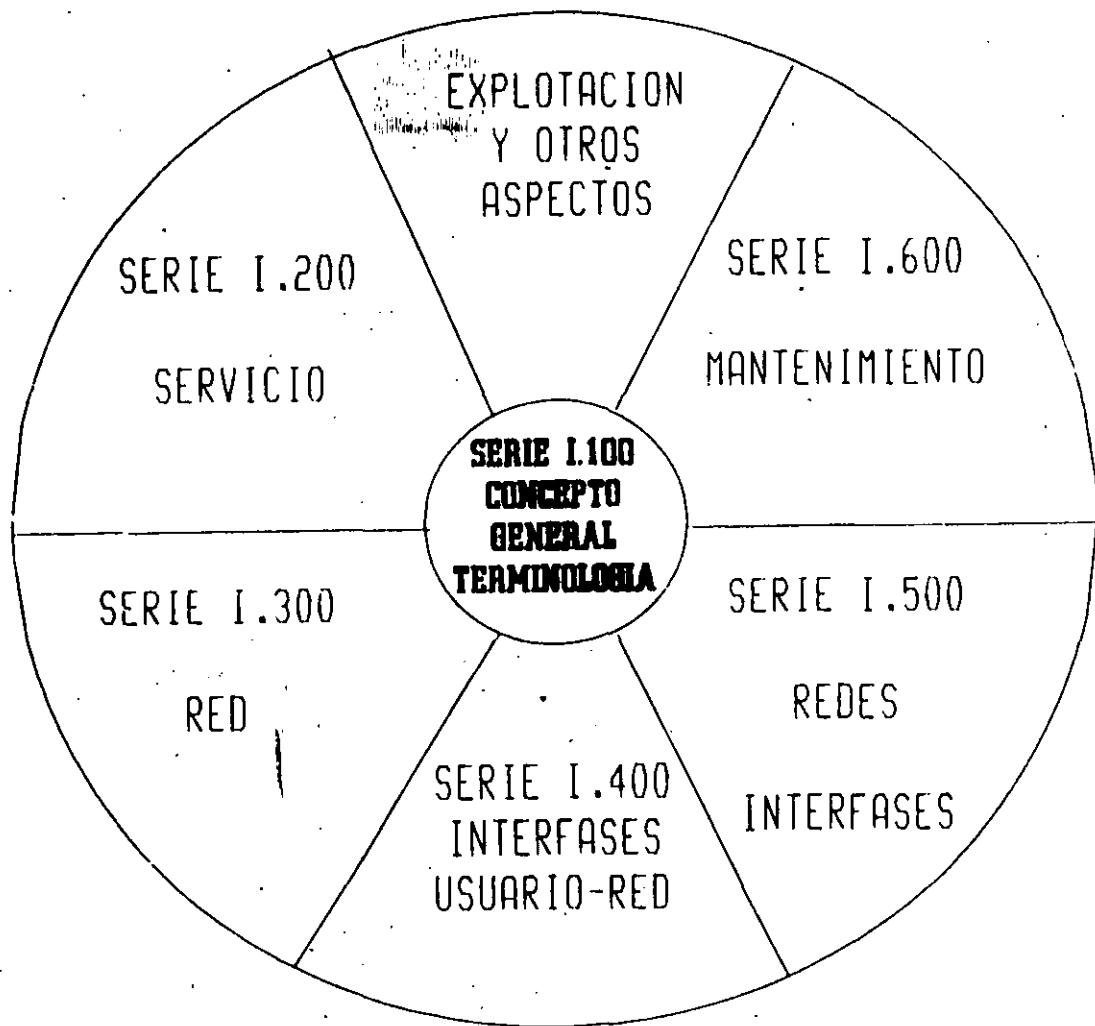 EXPLOTACION
Y OTROS
ASPECTOS
SERIE I.200
SERVICIO
SERIE I.600
MANTENIMIENTO
SERIE I.100
CONCEPTO
GENERAL
TERMINOLOGIA
SERIE I.300
RED
SERIE I.500
REDES
INTERFASES
SERIE I.400
INTERFASES
USUARIO-RED